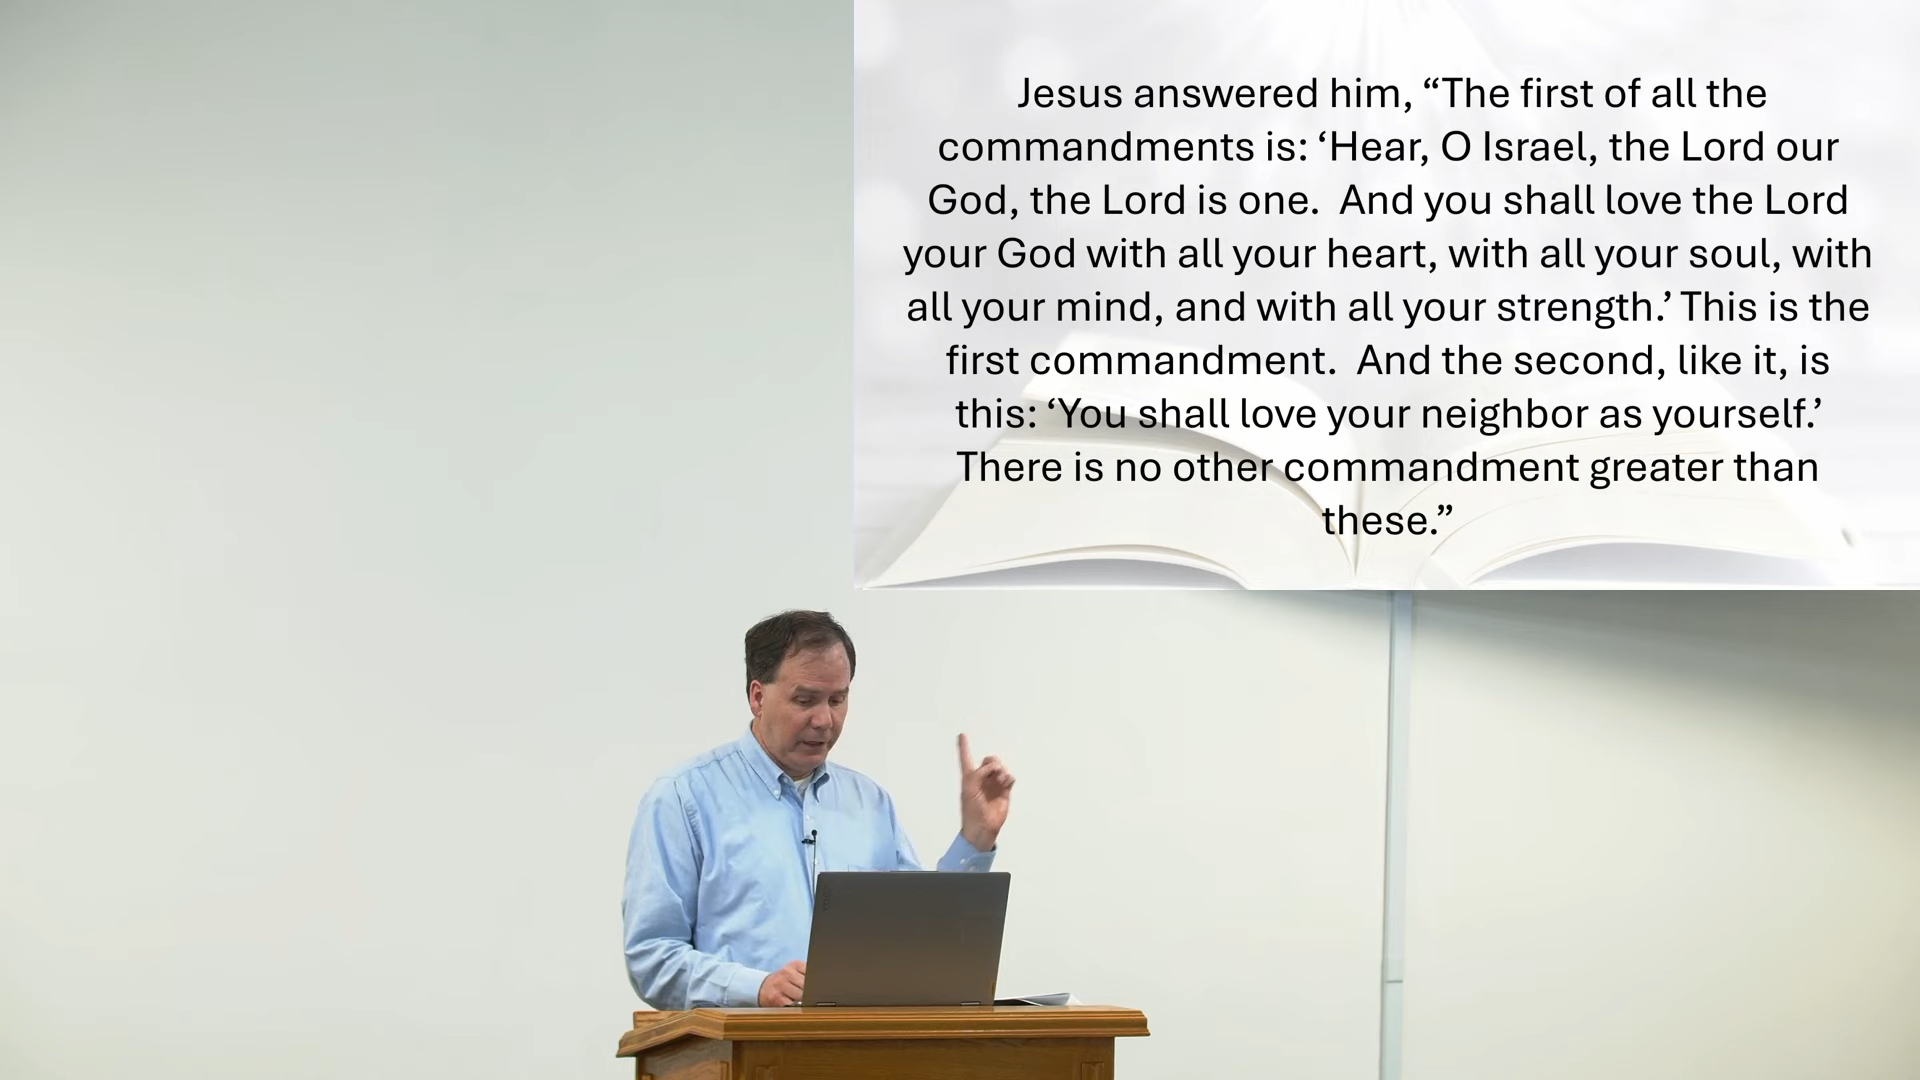 Jesus answered him, “The first of all the
commandments is: ‘Hear, O Israel, the Lord our
God, the Lord is one.  And you shall love the Lord
your God with all your heart, with all your soul, with
all your mind, and with all your strength.’ This is the
first commandment.  And the second, like it, is
this: ‘You shall love your neighbor as yourself.’
There is no other commandment greater than
these.”